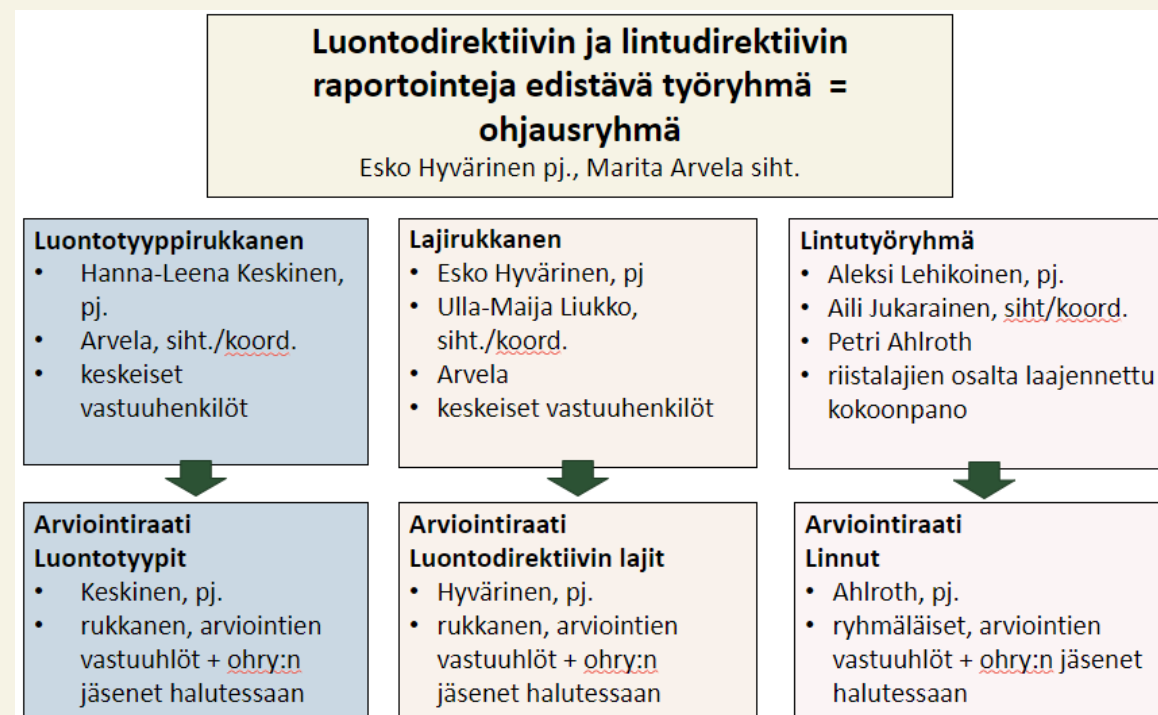 Luontodirektiivin ja lintudirektiivin
raportointeja edistävä työryhmä =
ohjausryhmä
Esko Hyvärinen pj., Marita Arvela siht.
Luontotyyppirukkanen
• Hanna-Leena Keskinen,
pj.
• Arvela, siht./koord.
• keskeiset
vastuuhenkilöt
Lajirukkanen
• Esko Hyvärinen, pj
• Ulla-Maija Liukko,
siht./koord.
• Arvela
• keskeiset vastuuhenkilöt
Lintutyöryhmä
• Aleksi Lehikoinen, pj.
• Aili Jukarainen, siht/koord.
• Petri Ahlroth
• riistalajien osalta laajennettu
kokoonpano
Arviointiraati
Luontotyypit
• Keskinen, pj.
• rukkanen, arviointien
vastuuhlöt + ohry:n
jäsenet halutessaan
Arviointiraati
Luontodirektiivin lajit
• Hyvärinen, pj.
• rukkanen, arviointien
vastuuhlöt + ohry:n
jäsenet halutessaan
Arviointiraati
Linnut
• Ahlroth, pj.
• ryhmäläiset, arviointien
vastuuhlöt + ohry:n jäsenet
halutessaan